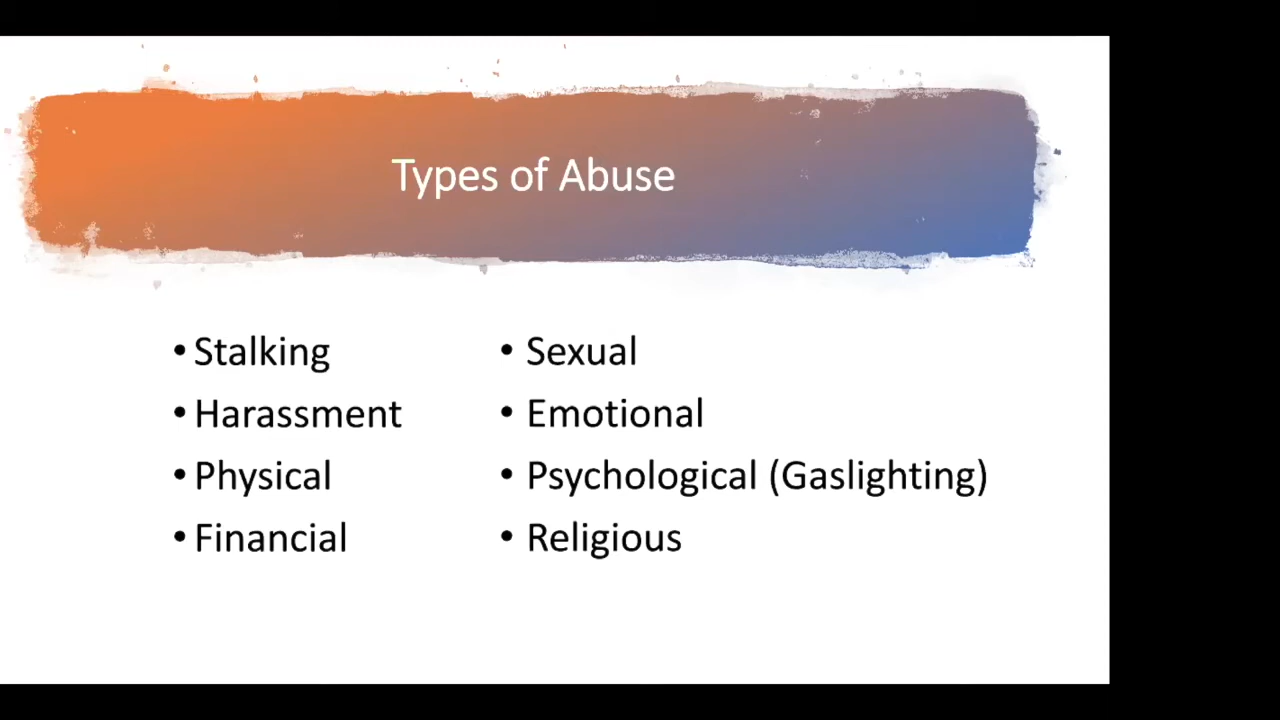 Types of Abuse
• Stalking
• Harassment
• Physical
• Financial
• Sexual
• Emotional
• Psychological (Gaslighting)
• Religious